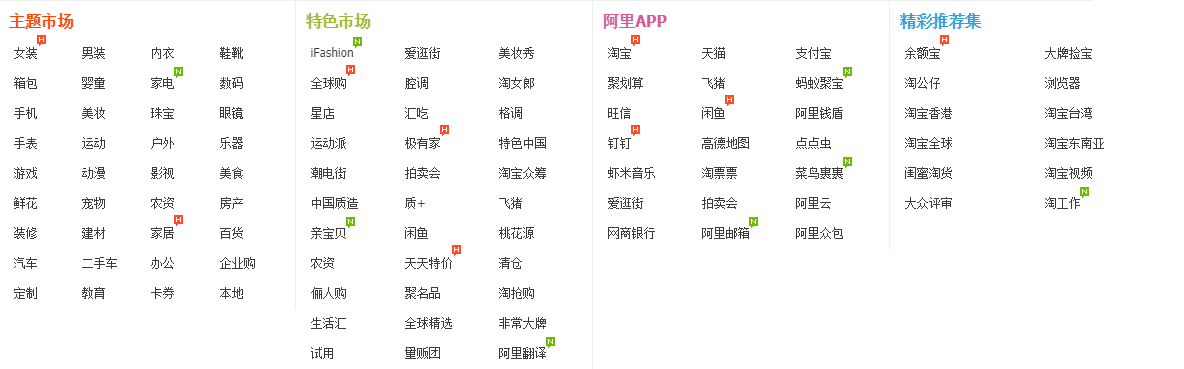 主题市场
女装 H 男装 内衣 鞋靴
箱包 婴童 家电 N 数码
手机 美妆 珠宝 眼镜
手表 运动 户外 乐器
游戏 动漫 影视 美食
鲜花 宠物 农资 房产
装修 建材 家居 H 百货
汽车 二手车 办公 企业购
定制 教育 卡券 本地
特色市场
iFashion N 爱逛街 美妆秀
全球购 H 腔调 淘女郎
星店 汇吃 格调
运动派 极有家 H 特色中国
潮电街 拍卖会 淘宝众筹
中国质造 质+ 飞猪
亲宝贝 N 闲鱼 桃花源
农资 天天特价 H 清仓
俪人购 聚名品 淘抢购
生活汇 全球精选 非常大牌
试用 量贩团 阿里翻译 N
阿里APP
淘宝 H 天猫 支付宝
聚划算 飞猪 蚂蚁聚宝 N
旺信 闲鱼 H 阿里钱盾
钉钉 H 高德地图 点点虫
虾米音乐 淘票票 菜鸟裹裹 N
爱逛街 拍卖会 阿里云
网商银行 阿里邮箱 N 阿里众包
精彩推荐集
余额宝 H 大牌捡宝
淘公仔 浏览器
淘宝香港 淘宝台湾
淘宝全球 淘宝东南亚
闺蜜淘货 淘宝视频
大众评审 淘工作 N